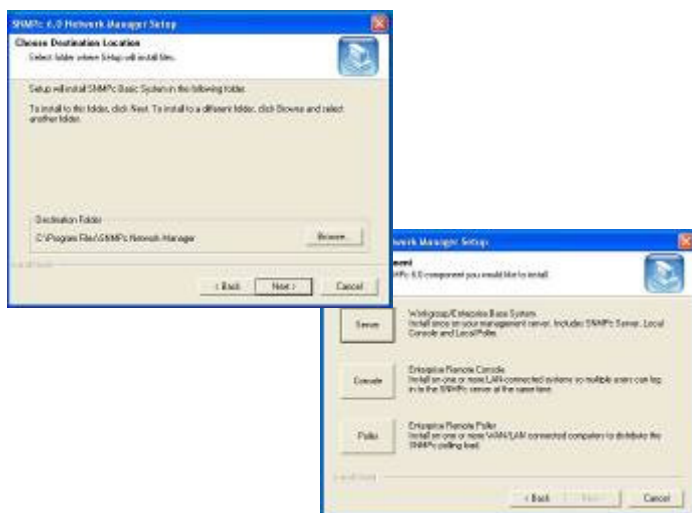 SNMPc 6.0 Network Manager Setup
Choose Destination Location
Select folder where Setup will install files.
Setup will install SNMPc Basic System in the following folder.
To install to this folder, click Next. To install to a different folder, click Browse and select
another folder.
Destination Folder
C:\Program Files\SNMPc Network Manager
Browse...
< Back
Next >
Cancel
work Manager Setup
nent
MPc 6.0 component you would like to install.
Server
Workgroup/Enterprise Base System
Install once on your management server. Includes SNMPc Server, Local
Console and Local Poller.
Console
Enterprise Remote Console
Install on one or more LAN-connected systems so multiple users can log
in to the SNMPc server at the same time.
Poller
Enterprise Remote Poller
Install on one or more WAN/LAN connected computers to distribute the
SNMPc polling load.
< Back
Next >
Cancel